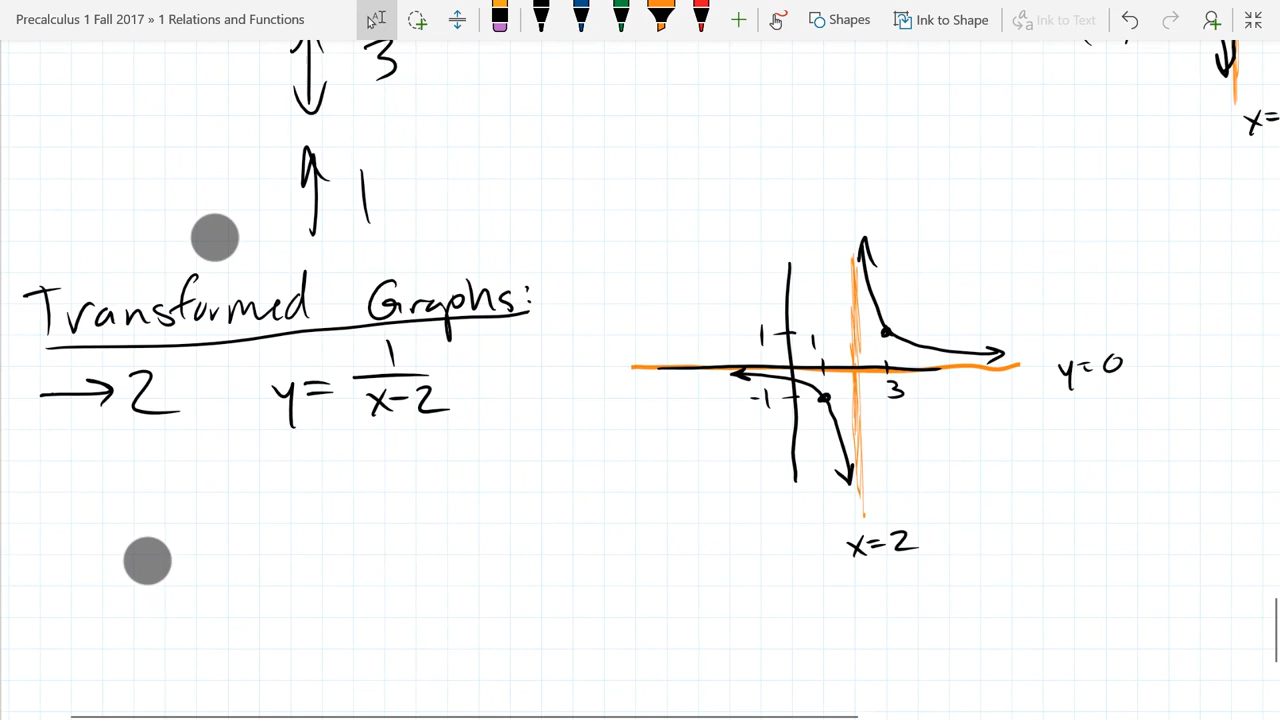 Precalculus 1 Fall 2017 » 1 Relations and Functions
Shapes
Ink to Shape
Ink to Text
3
x=
1
Transformed Graphs:
→ 2
y= 1/(x-2)
1
1
-1
3
y=0
x=2